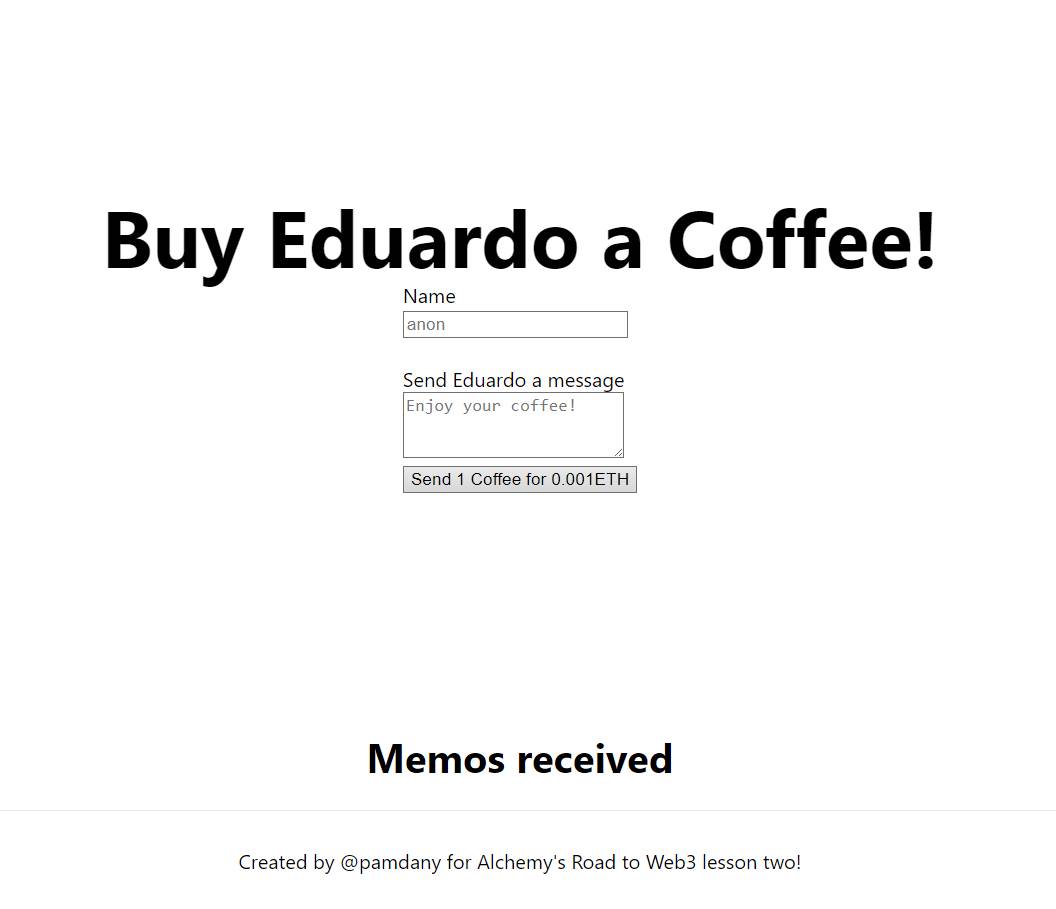 Buy Eduardo a Coffee!
Name
anon
Send Eduardo a message
Enjoy your coffee!
Send 1 Coffee for 0.001ETH
Memos received
Created by @pamdany for Alchemy's Road to Web3 lesson two!